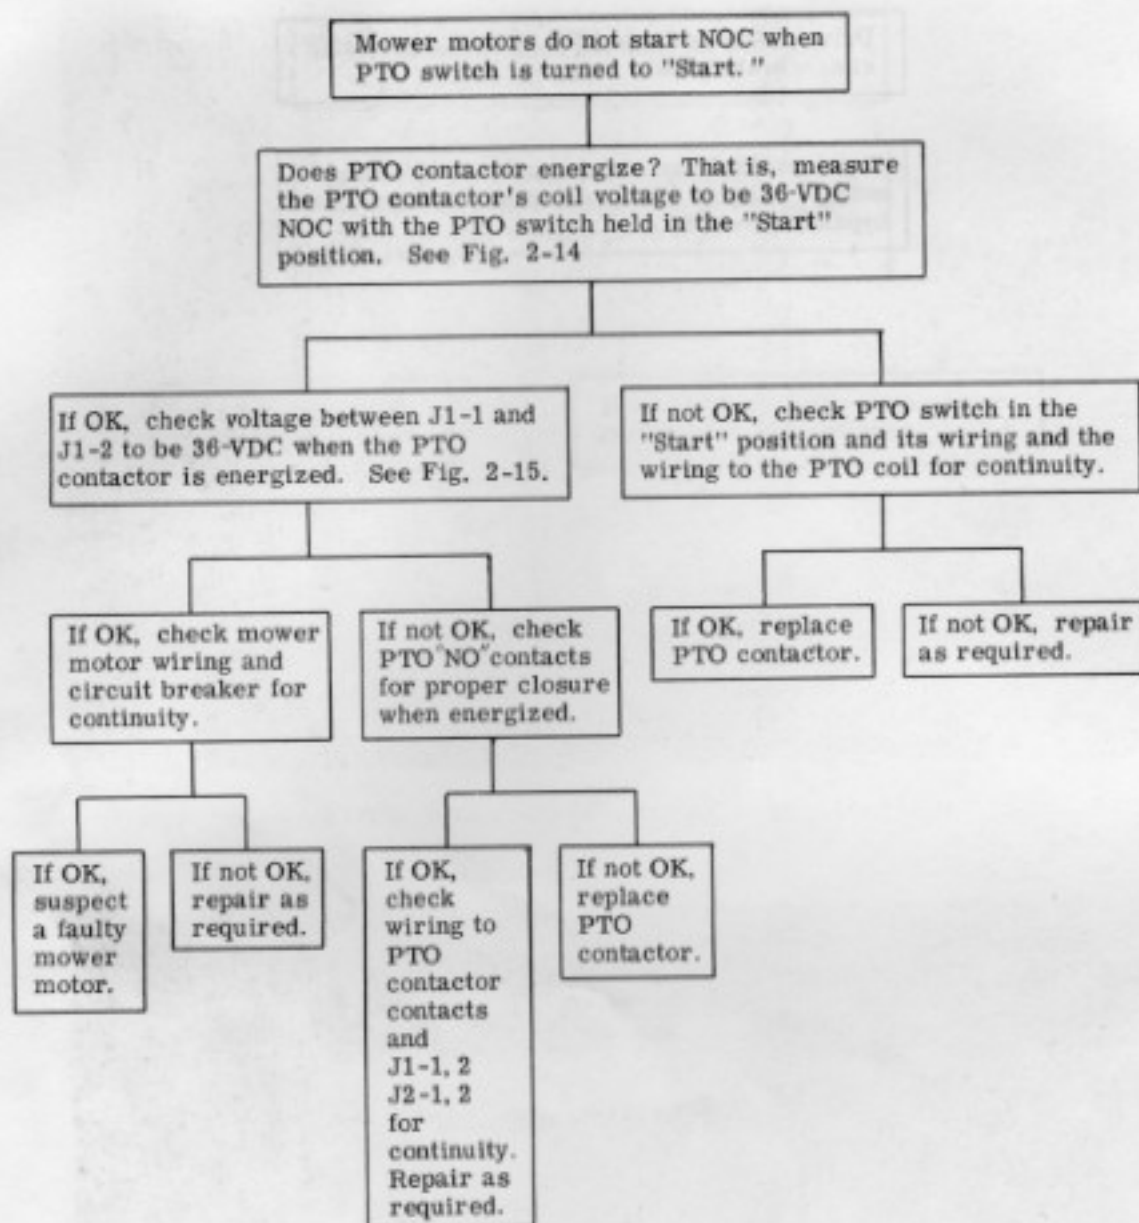 Mower motors do not start NOC when
PTO switch is turned to "Start."
Does PTO contactor energize? That is, measure
the PTO contactor's coil voltage to be 36-VDC
NOC with the PTO switch held in the "Start"
position. See Fig. 2-14
If OK, check voltage between J1-1 and
J1-2 to be 36-VDC when the PTO
contactor is energized. See Fig. 2-15.
If not OK, check PTO switch in the
"Start" position and its wiring and the
wiring to the PTO coil for continuity.
If OK, check mower
motor wiring and
circuit breaker for
continuity.
If not OK, check
PTO "NO" contacts
for proper closure
when energized.
If OK, replace
PTO contactor.
If not OK, repair
as required.
If OK,
suspect
a faulty
mower
motor.
If not OK,
repair as
required.
If OK,
check
wiring to
PTO
contactor
contacts
and
J1-1, 2
J2-1, 2
for
continuity.
Repair as
required.
If not OK,
replace
PTO
contactor.